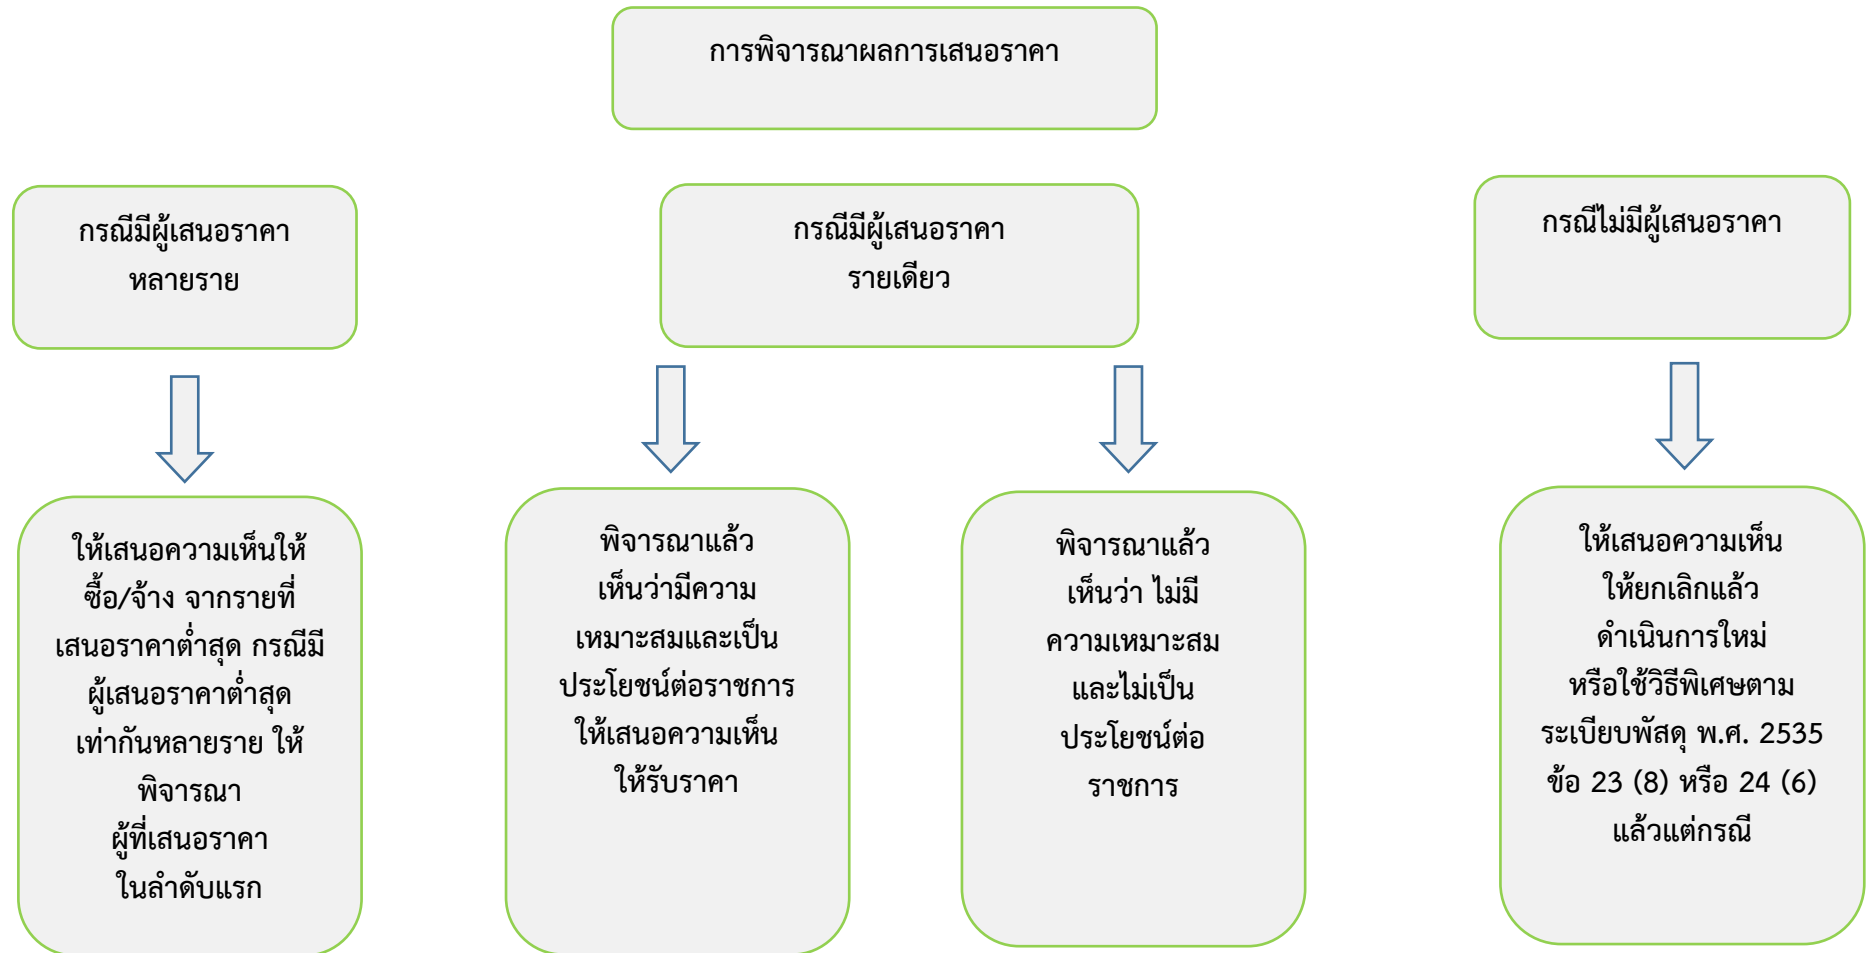 การพิจารณาผลการเสนอราคา
กรณีมีผู้เสนอราคา
หลายราย
กรณีมีผู้เสนอราคา
รายเดียว
กรณีไม่มีผู้เสนอราคา
ให้เสนอความเห็นให้
ซื้อ/จ้าง จากรายที่
เสนอราคาต่ำสุด กรณีมี
ผู้เสนอราคาต่ำสุด
เท่ากันหลายราย ให้
พิจารณา
ผู้ที่เสนอราคา
ในลำดับแรก
พิจารณาแล้ว
เห็นว่ามีความ
เหมาะสมและเป็น
ประโยชน์ต่อราชการ
ให้เสนอความเห็น
ให้รับราคา
พิจารณาแล้ว
เห็นว่า ไม่มี
ความเหมาะสม
และไม่เป็น
ประโยชน์ต่อ
ราชการ
ให้เสนอความเห็น
ให้ยกเลิกแล้ว
ดำเนินการใหม่
หรือใช้วิธีพิเศษตาม
ระเบียบพัสดุ พ.ศ. 2535
ข้อ 23 (8) หรือ 24 (6)
แล้วแต่กรณี